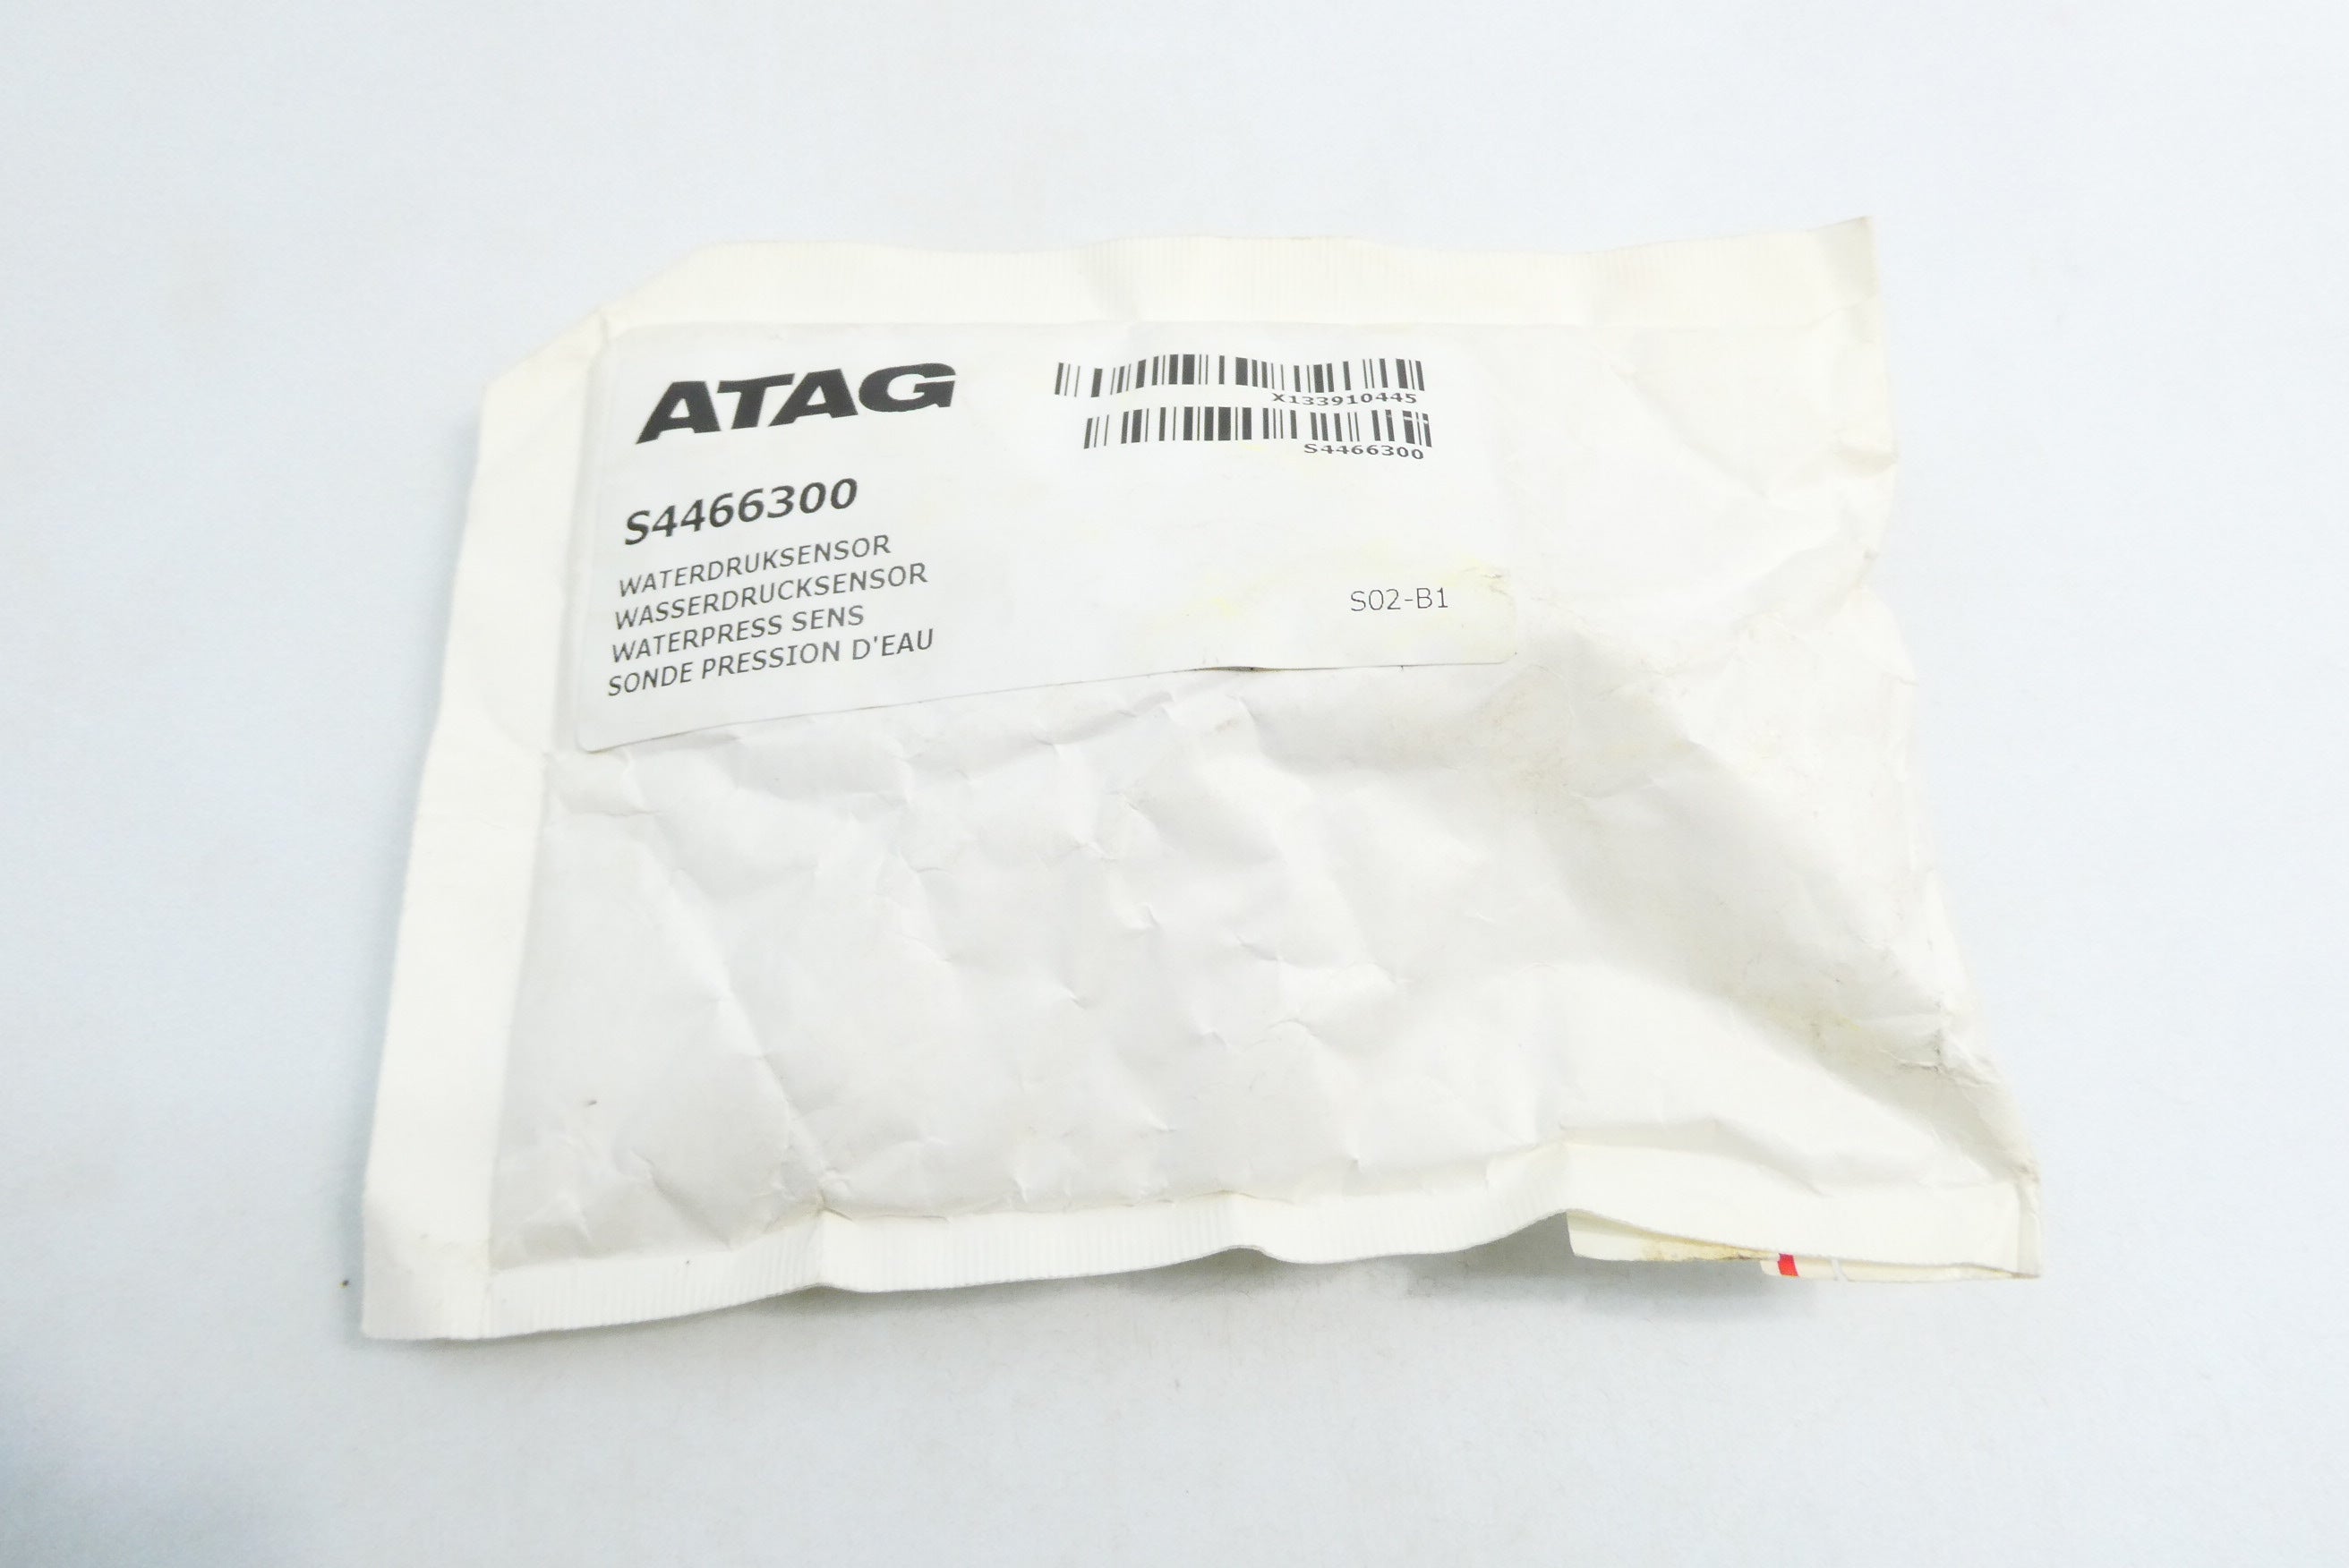 ATAG
X133910445
S4466300
S4466300
WATERDRUKSENSOR
WASSERDRUCKSENSOR
WATERPRESS SENS
SONDE PRESSION D'EAU
S02-B1